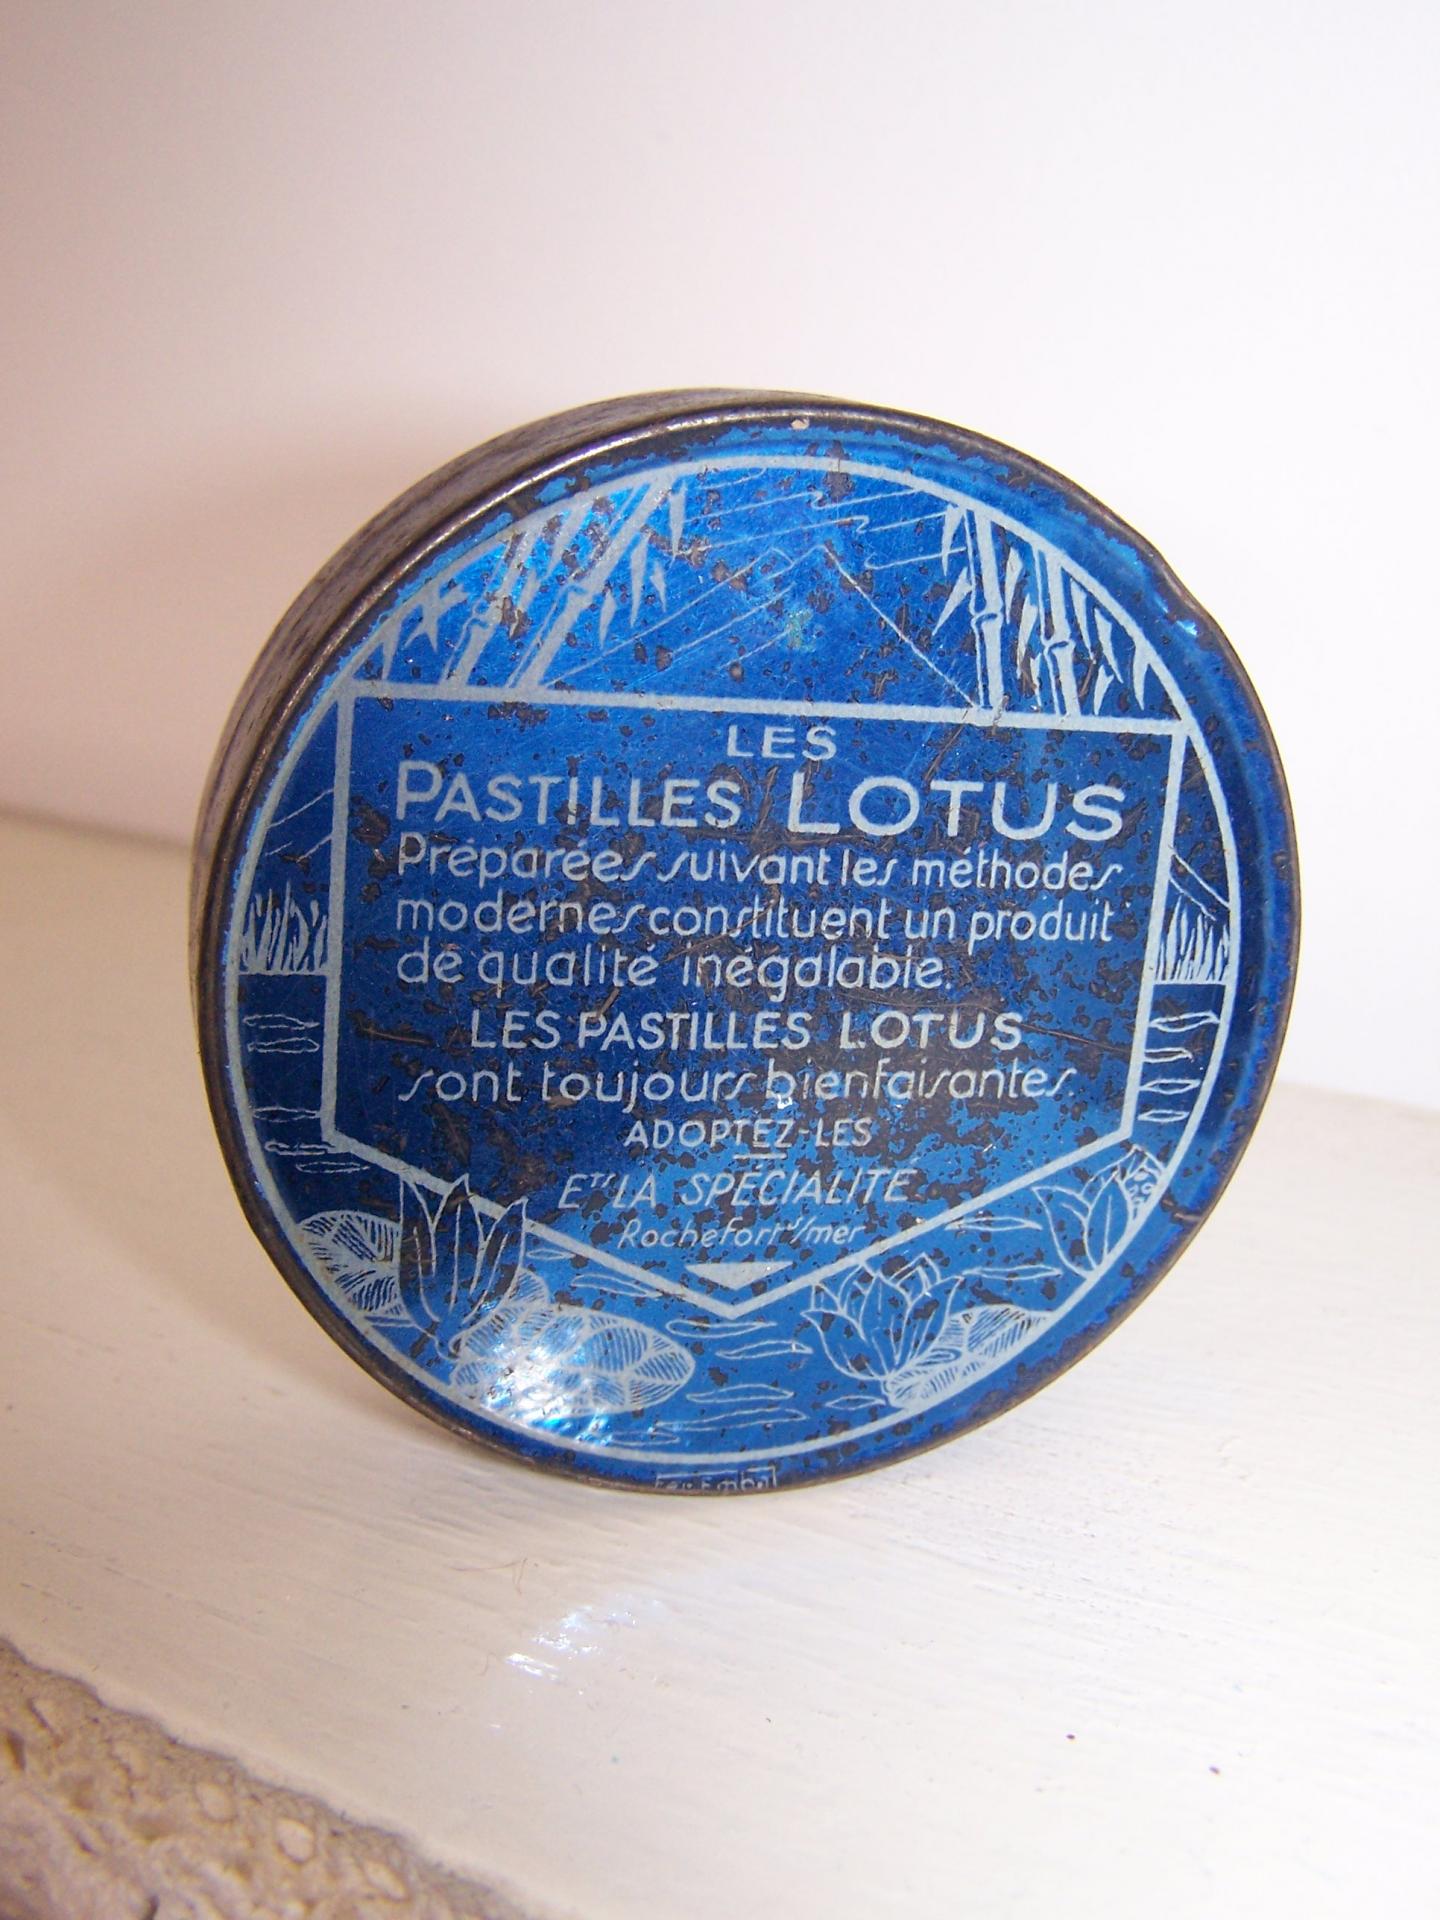 LES
PASTILLES LOTUS
Préparées suivant les méthodes
modernes constituent un produit
de qualité inégalable.
LES PASTILLES LOTUS
sont toujours bienfaisantes.
ADOPTEZ-LES
Ets LA SPÉCIALITÉ
Rochefort s/mer